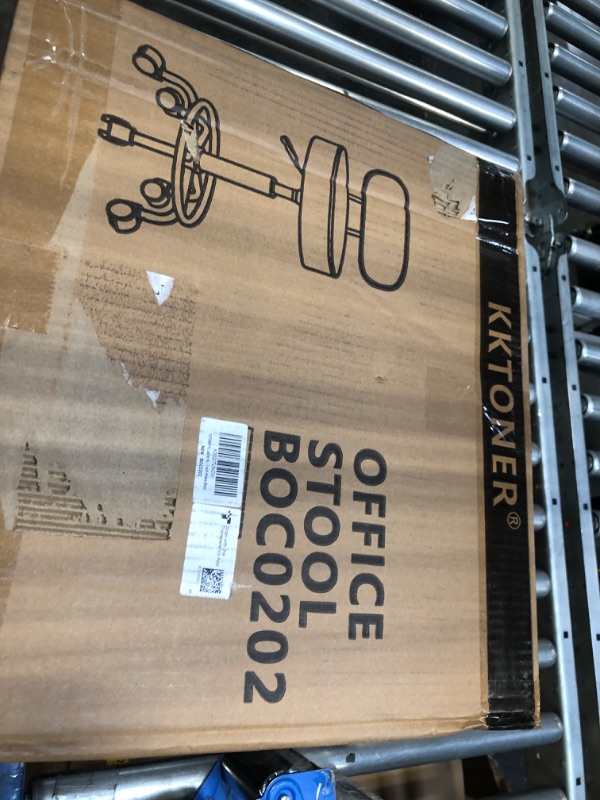 KKTONER®
OFFICE
STOOL
BOC0202